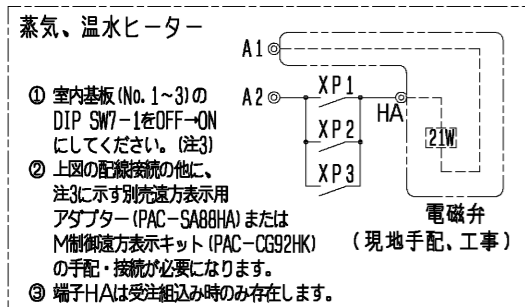 蒸気、温水ヒーター
A1
A2
XP1
HA
XP2
21W
XP3
電磁弁
(現地手配、工事)
① 室内基板(No. 1~3)の
DIP SW7-1をOFF→ON
にしてください。(注3)
② 上図の配線接続の他に、
注3に示す別売遠方表示用
アダプター(PAC-SA88HA)または
M制御遠方表示キット(PAC-CG92HK)
の手配・接続が必要になります。
③ 端子HAは受注組込み時のみ存在します。